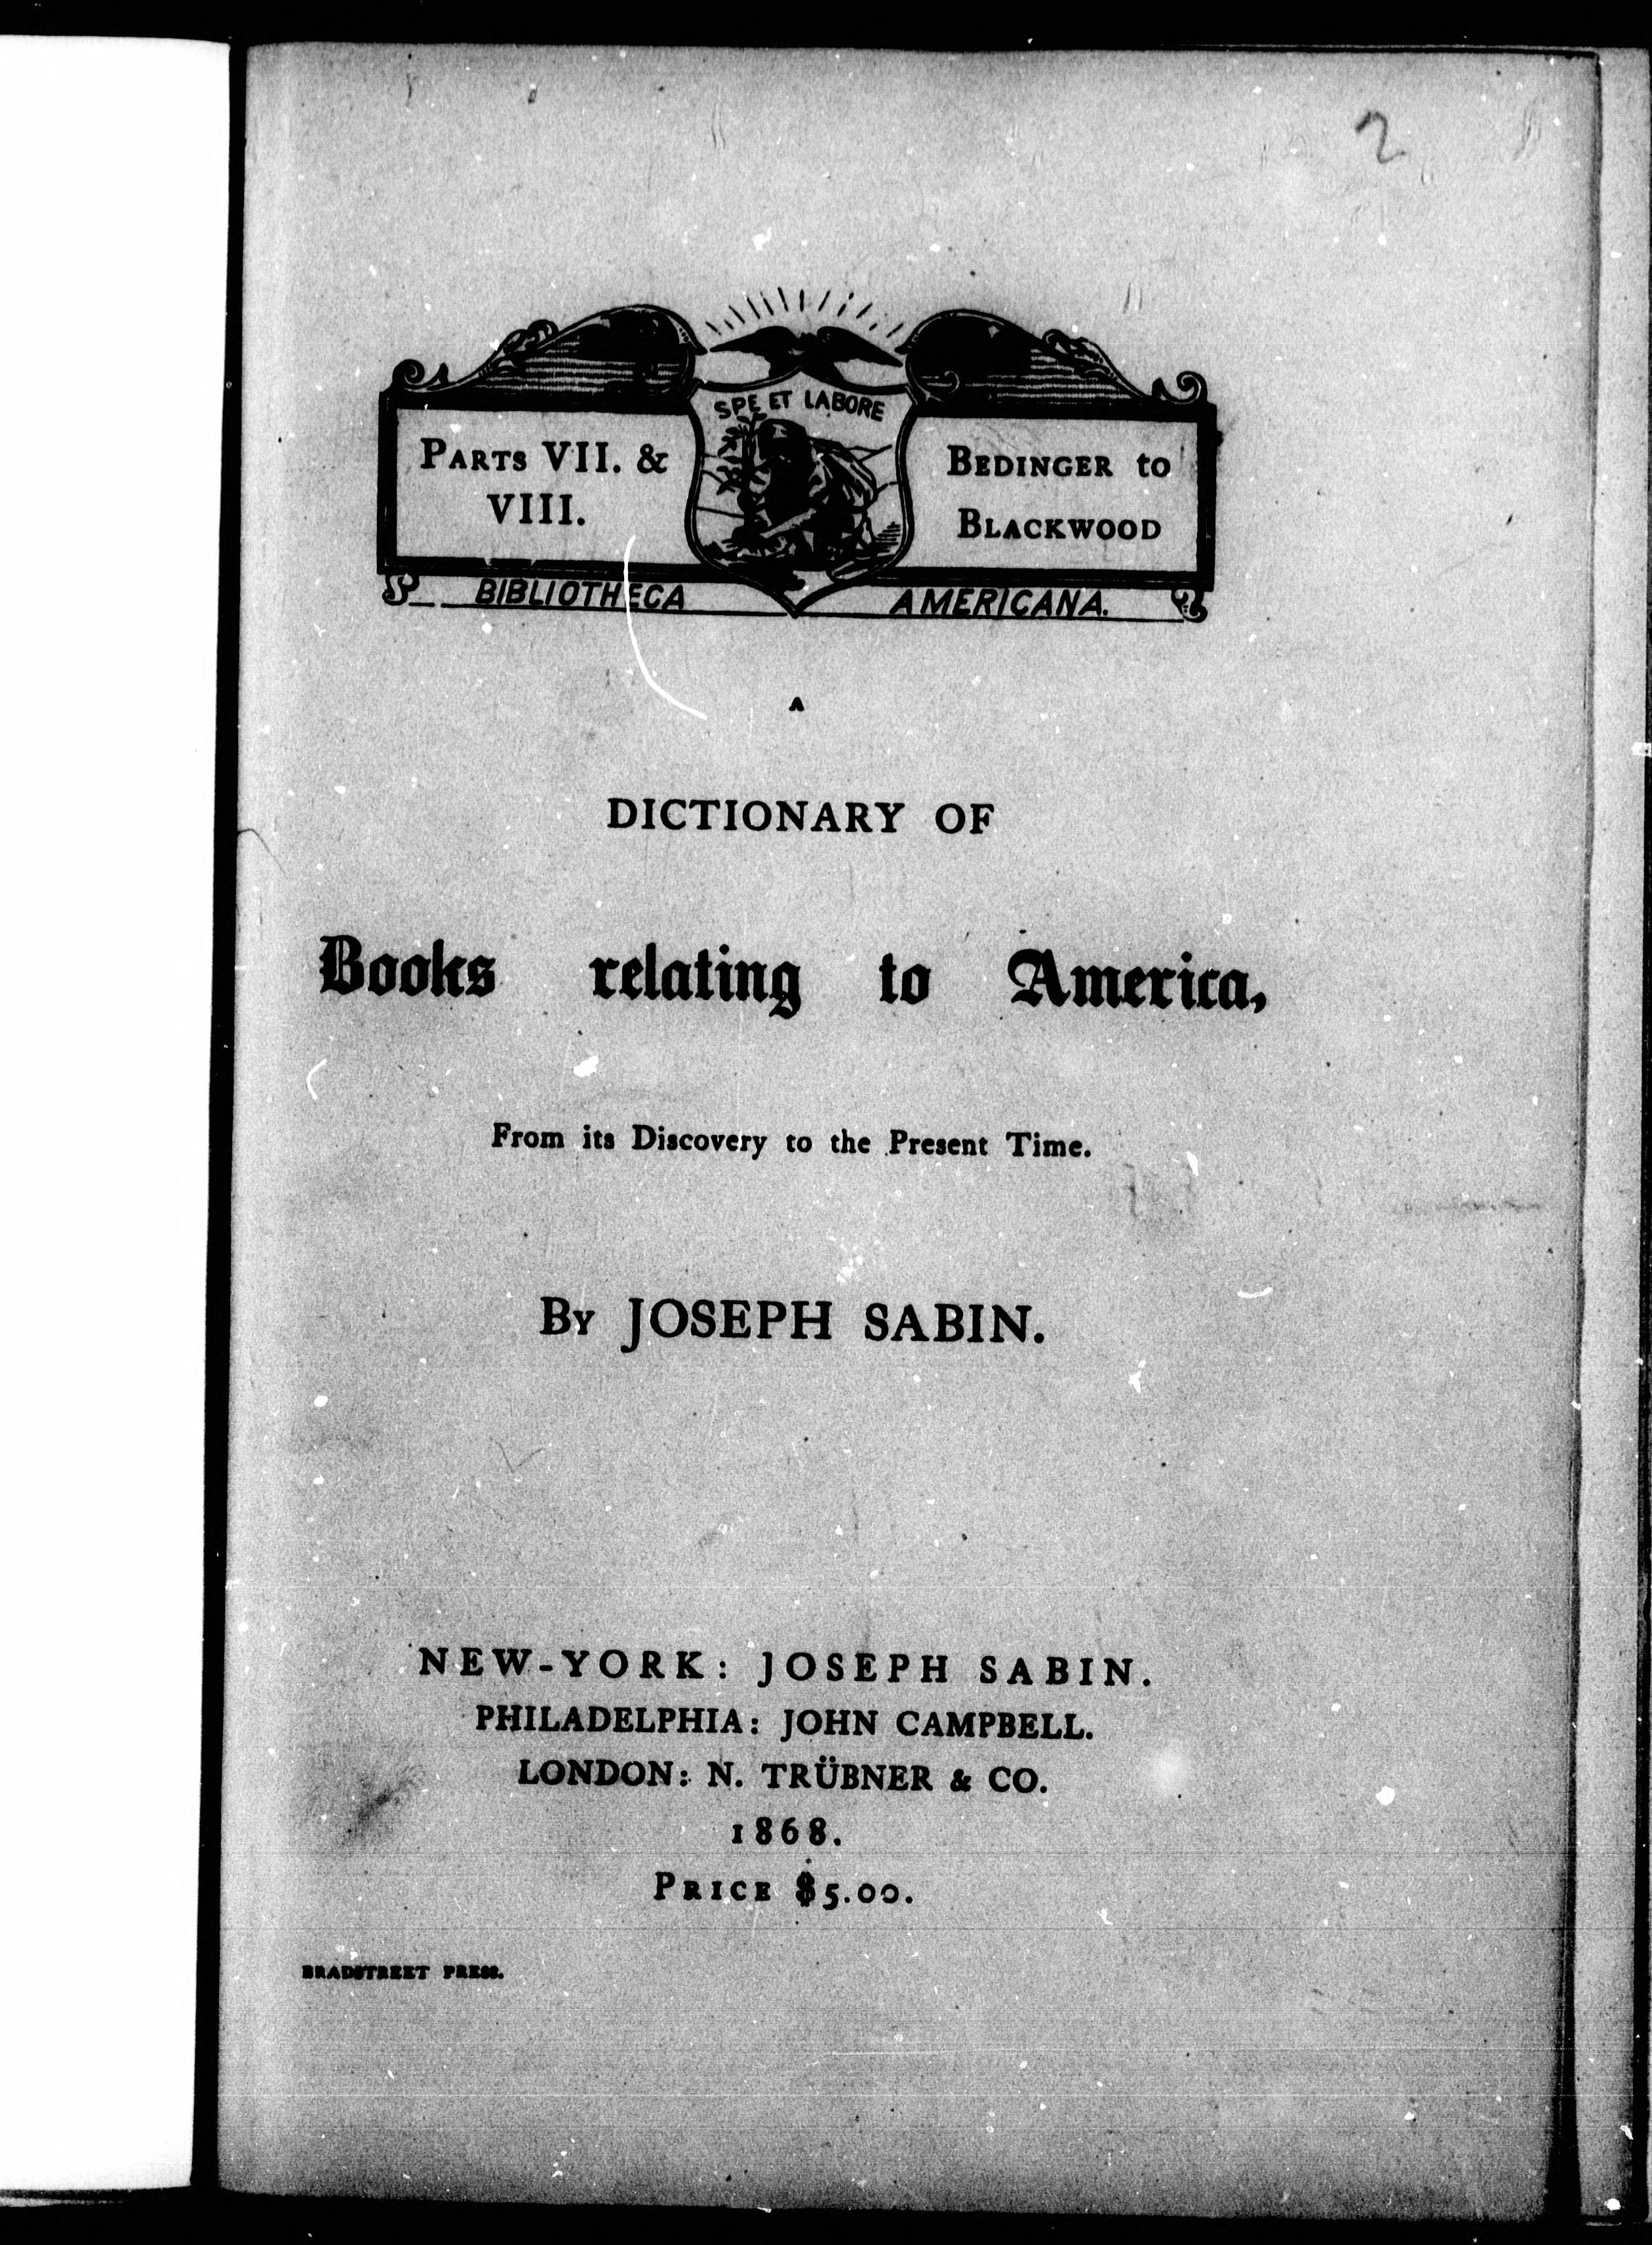 2
SPE ET LABORE
PARTS VII. &
VIII.
BEDINGER to
BLACKWOOD
BIBLIOTHECA AMERICANA.
A
DICTIONARY OF
Books relating to America,
From its Discovery to the Present Time.
BY JOSEPH SABIN.
NEW-YORK: JOSEPH SABIN.
PHILADELPHIA: JOHN CAMPBELL.
LONDON: N. TRÜBNER & CO.
1868.
PRICE $5.00.
BRADSTREET PRESS.